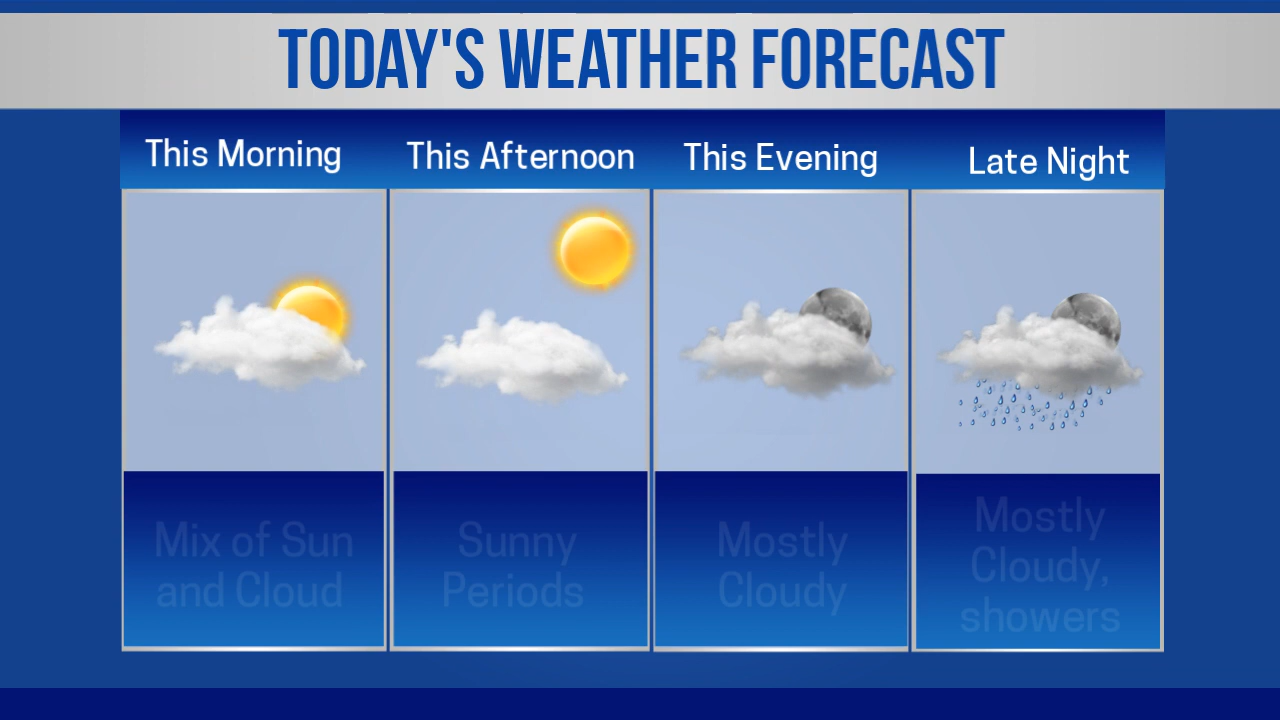 TODAY'S WEATHER FORECAST
This Morning
This Afternoon
This Evening
Late Night
Mix of Sun
and Cloud
Sunny
Periods
Mostly
Cloudy
Mostly
Cloudy,
showers